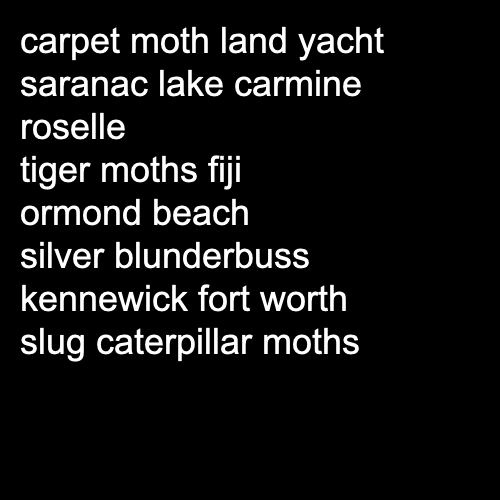 carpet moth land yacht
saranac lake carmine
roselle
tiger moths fiji
ormond beach
silver blunderbuss
kennewick fort worth
slug caterpillar moths